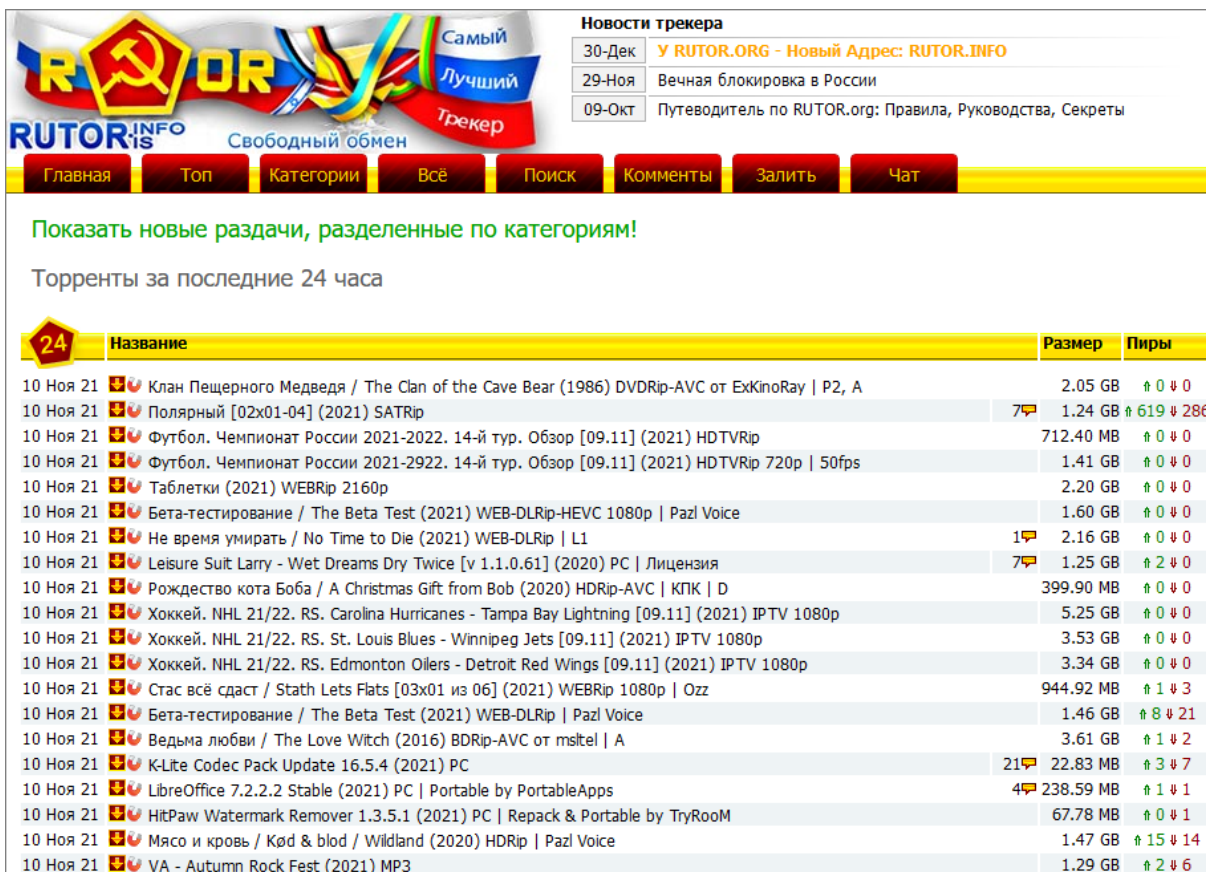 R OR
Самый
Лучший
Трекер
RUTOR.INFO
is
Свободный обмен
Новости трекера
30-Дек У RUTOR.ORG - Новый Адрес: RUTOR.INFO
29-Ноя Вечная блокировка в России
09-Окт Путеводитель по RUTOR.org: Правила, Руководства, Секреты
Главная Топ Категории Всё Поиск Комменты Залить Чат
Показать новые раздачи, разделенные по категориям!
Торренты за последние 24 часа
24 Название Размер Пиры
10 Ноя 21 Клан Пещерного Медведя / The Clan of the Cave Bear (1986) DVDRip-AVC от ExKinoRay | P2, A 2.05 GB 0 0
10 Ноя 21 Полярный [02x01-04] (2021) SATRip 7 1.24 GB 619 286
10 Ноя 21 Футбол. Чемпионат России 2021-2022. 14-й тур. Обзор [09.11] (2021) HDTVRip 712.40 MB 0 0
10 Ноя 21 Футбол. Чемпионат России 2021-2922. 14-й тур. Обзор [09.11] (2021) HDTVRip 720p | 50fps 1.41 GB 0 0
10 Ноя 21 Таблетки (2021) WEBRip 2160p 2.20 GB 0 0
10 Ноя 21 Бета-тестирование / The Beta Test (2021) WEB-DLRip-HEVC 1080p | Pazl Voice 1.60 GB 0 0
10 Ноя 21 Не время умирать / No Time to Die (2021) WEB-DLRip | L1 1 2.16 GB 0 0
10 Ноя 21 Leisure Suit Larry - Wet Dreams Dry Twice [v 1.1.0.61] (2020) PC | Лицензия 7 1.25 GB 2 0
10 Ноя 21 Рождество кота Боба / A Christmas Gift from Bob (2020) HDRip-AVC | КПК | D 399.90 MB 0 0
10 Ноя 21 Хоккей. NHL 21/22. RS. Carolina Hurricanes - Tampa Bay Lightning [09.11] (2021) IPTV 1080p 5.25 GB 0 0
10 Ноя 21 Хоккей. NHL 21/22. RS. St. Louis Blues - Winnipeg Jets [09.11] (2021) IPTV 1080p 3.53 GB 0 0
10 Ноя 21 Хоккей. NHL 21/22. RS. Edmonton Oilers - Detroit Red Wings [09.11] (2021) IPTV 1080p 3.34 GB 0 0
10 Ноя 21 Стас всё сдаст / Stath Lets Flats [03x01 из 06] (2021) WEBRip 1080p | Ozz 944.92 MB 1 3
10 Ноя 21 Бета-тестирование / The Beta Test (2021) WEB-DLRip | Pazl Voice 1.46 GB 8 21
10 Ноя 21 Ведьма любви / The Love Witch (2016) BDRip-AVC от msltel | A 3.61 GB 1 2
10 Ноя 21 K-Lite Codec Pack Update 16.5.4 (2021) PC 21 22.83 MB 3 7
10 Ноя 21 LibreOffice 7.2.2.2 Stable (2021) PC | Portable by PortableApps 4 238.59 MB 1 1
10 Ноя 21 HitPaw Watermark Remover 1.3.5.1 (2021) PC | Repack & Portable by TryRooM 67.78 MB 0 1
10 Ноя 21 Мясо и кровь / Kød & blod / Wildland (2020) HDRip | Pazl Voice 1.47 GB 15 14
10 Ноя 21 VA - Autumn Rock Fest (2021) MP3 1.29 GB 2 6